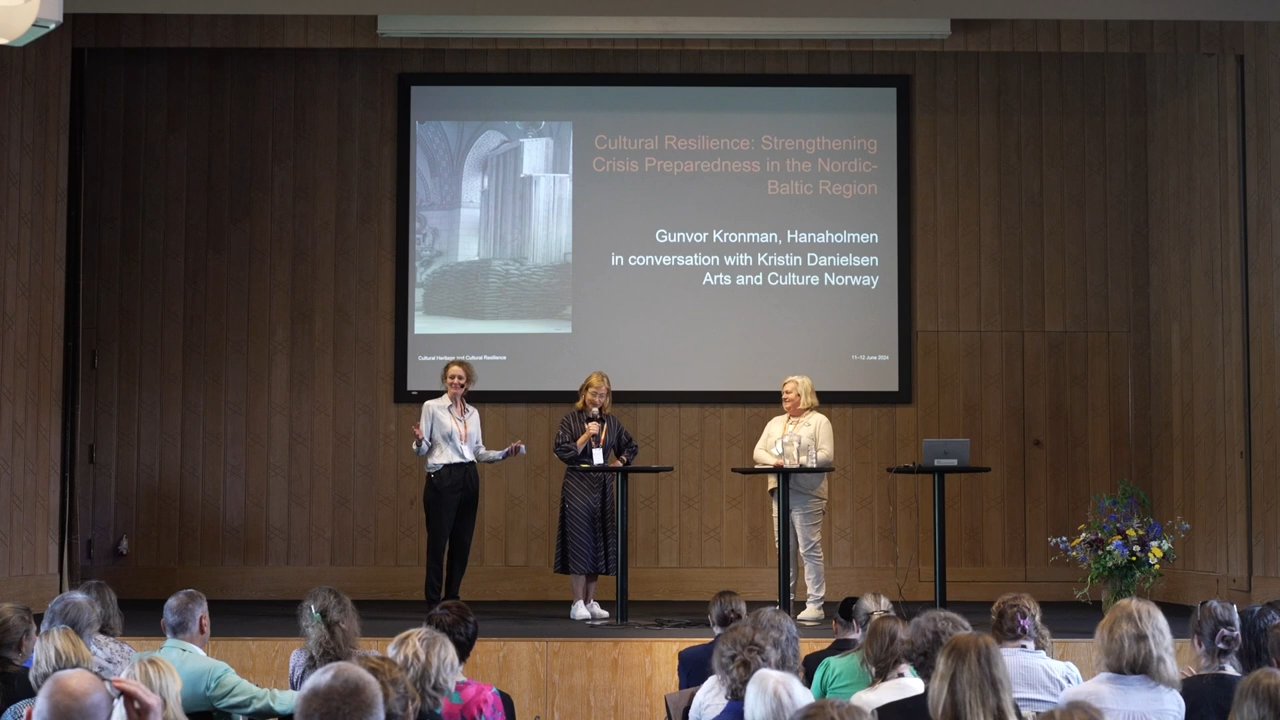 Cultural Resilience: Strengthening
Crisis Preparedness in the Nordic-
Baltic Region
Gunvor Kronman, Hanaholmen
in conversation with Kristin Danielsen
Arts and Culture Norway
Cultural Heritage and Cultural Resilience
11–12 June 2024